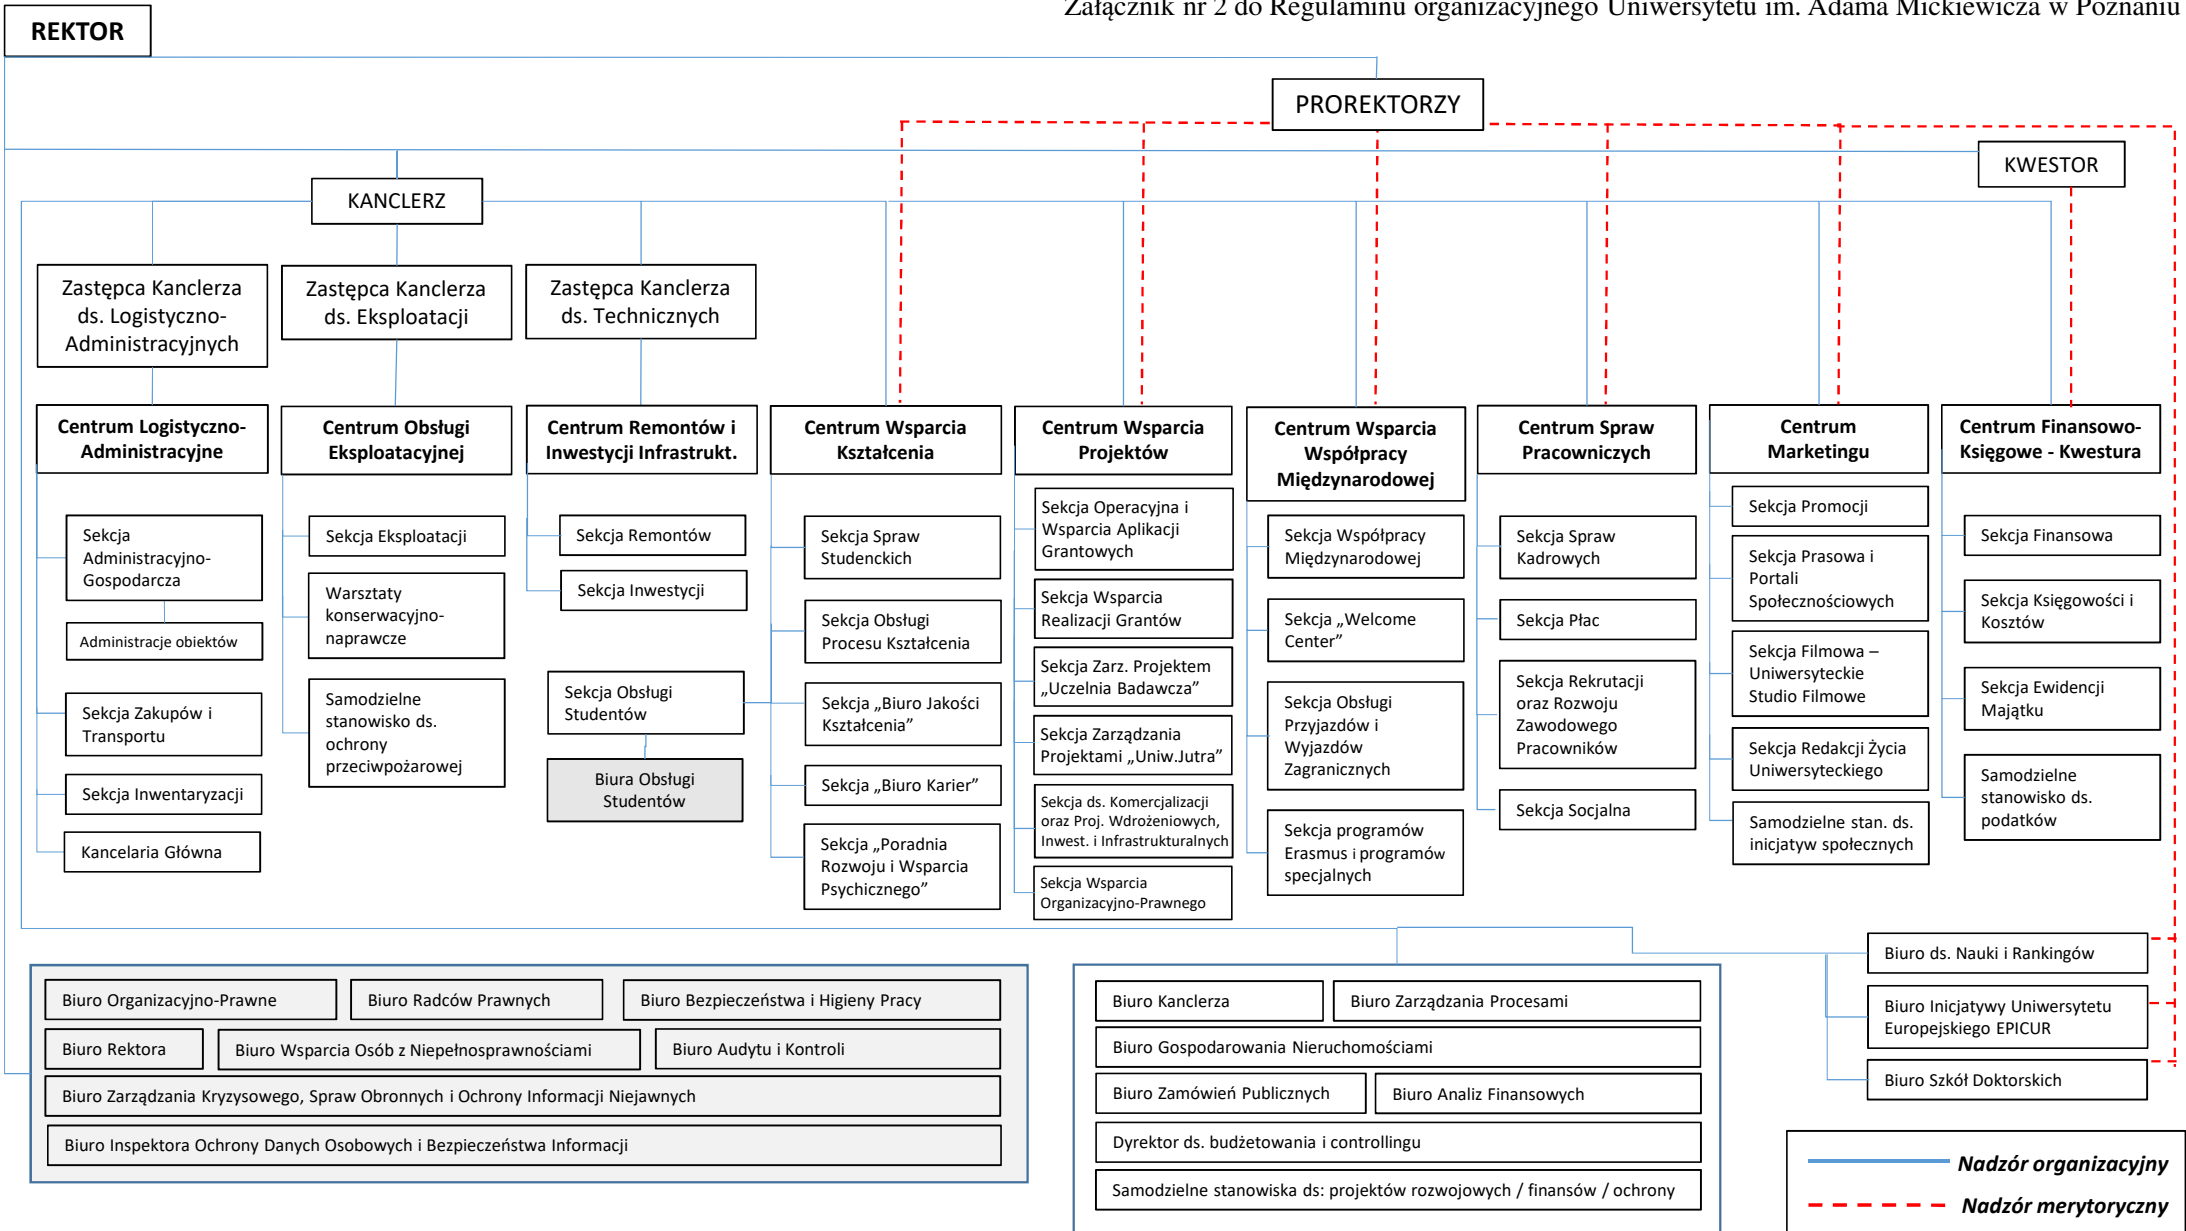 Załącznik nr 2 do Regulaminu organizacyjnego Uniwersytetu im. Adama Mickiewicza w Poznaniu
REKTOR
PROREKTORZY
KWESTOR
KANCLERZ
Zastępca Kanclerza
ds. Logistyczno-
Administracyjnych
Zastępca Kanclerza
ds. Eksploatacji
Zastępca Kanclerza
ds. Technicznych
Centrum Logistyczno-
Administracyjne
Sekcja
Administracyjno-
Gospodarcza
Administracje obiektów
Sekcja Zakupów i
Transportu
Sekcja Inwentaryzacji
Kancelaria Główna
Centrum Obsługi
Eksploatacyjnej
Sekcja Eksploatacji
Warsztaty
konserwacyjno-
naprawcze
Samodzielne
stanowisko ds.
ochrony
przeciwpożarowej
Centrum Remontów i
Inwestycji Infrastrukt.
Sekcja Remontów
Sekcja Inwestycji
Sekcja Obsługi
Studentów
Biura Obsługi
Studentów
Centrum Wsparcia
Kształcenia
Sekcja Spraw
Studenckich
Sekcja Obsługi
Procesu Kształcenia
Sekcja „Biuro Jakości
Kształcenia”
Sekcja „Biuro Karier”
Sekcja „Poradnia
Rozwoju i Wsparcia
Psychicznego”
Centrum Wsparcia
Projektów
Sekcja Operacyjna i
Wsparcia Aplikacji
Grantowych
Sekcja Wsparcia
Realizacji Grantów
Sekcja Zarz. Projektem
„Uczelnia Badawcza”
Sekcja Zarządzania
Projektami „Uniw.Jutra”
Sekcja ds. Komercjalizacji
oraz Proj. Wdrożeniowych,
Inwest. i Infrastrukturalnych
Sekcja Wsparcia
Organizacyjno-Prawnego
Centrum Wsparcia
Współpracy
Międzynarodowej
Sekcja Współpracy
Międzynarodowej
Sekcja „Welcome
Center”
Sekcja Obsługi
Przyjazdów i
Wyjazdów
Zagranicznych
Sekcja programów
Erasmus i programów
specjalnych
Centrum Spraw
Pracowniczych
Sekcja Spraw
Kadrowych
Sekcja Płac
Sekcja Rekrutacji
oraz Rozwoju
Zawodowego
Pracowników
Sekcja Socjalna
Centrum
Marketingu
Sekcja Promocji
Sekcja Prasowa i
Portali
Społecznościowych
Sekcja Filmowa –
Uniwersyteckie
Studio Filmowe
Sekcja Redakcji Życia
Uniwersyteckiego
Samodzielne stan. ds.
inicjatyw społecznych
Centrum Finansowo-
Księgowe - Kwestura
Sekcja Finansowa
Sekcja Księgowości i
Kosztów
Sekcja Ewidencji
Majątku
Samodzielne
stanowisko ds.
podatków
Biuro Organizacyjno-Prawne
Biuro Radców Prawnych
Biuro Bezpieczeństwa i Higieny Pracy
Biuro Rektora
Biuro Wsparcia Osób z Niepełnosprawnościami
Biuro Audytu i Kontroli
Biuro Zarządzania Kryzysowego, Spraw Obronnych i Ochrony Informacji Niejawnych
Biuro Inspektora Ochrony Danych Osobowych i Bezpieczeństwa Informacji
Biuro Kanclerza
Biuro Zarządzania Procesami
Biuro Gospodarowania Nieruchomościami
Biuro Zamówień Publicznych
Biuro Analiz Finansowych
Dyrektor ds. budżetowania i controllingu
Samodzielne stanowiska ds: projektów rozwojowych / finansów / ochrony
Biuro ds. Nauki i Rankingów
Biuro Inicjatywy Uniwersytetu
Europejskiego EPICUR
Biuro Szkół Doktorskich
Nadzór organizacyjny
Nadzór merytoryczny